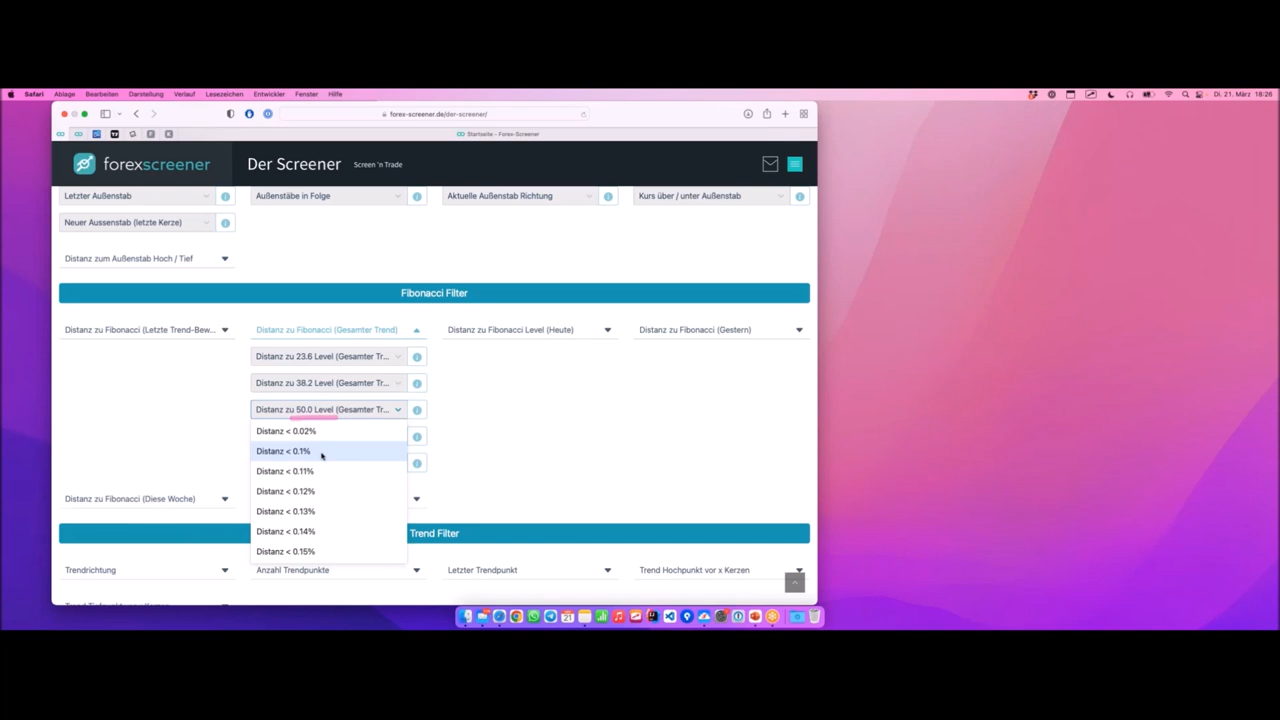 Safari Ablage Bearbeiten Darstellung Verlauf Lesezeichen Entwickler Fenster Hilfe Di. 21. März 18:26
forex-screener.de/der-screener/
Startseite - Forex-Screener
forexscreener Der Screener Screen 'n Trade
Letzter Außenstab Außenstäbe in Folge Aktuelle Außenstab Richtung Kurs über / unter Außenstab
Neuer Aussenstab (letzte Kerze)
Distanz zum Außenstab Hoch / Tief
Fibonacci Filter
Distanz zu Fibonacci (Letzte Trend-Bew... Distanz zu Fibonacci (Gesamter Trend) Distanz zu Fibonacci Level (Heute) Distanz zu Fibonacci (Gestern)
Distanz zu 23.6 Level (Gesamter Tr...
Distanz zu 38.2 Level (Gesamter Tr...
Distanz zu 50.0 Level (Gesamter Tr...
Distanz < 0.02%
Distanz < 0.1%
Distanz < 0.11%
Distanz < 0.12%
Distanz zu Fibonacci (Diese Woche)
Distanz < 0.13%
Distanz < 0.14%
Trend Filter
Distanz < 0.15%
Trendrichtung Anzahl Trendpunkte Letzter Trendpunkt Trend Hochpunkt vor x Kerzen